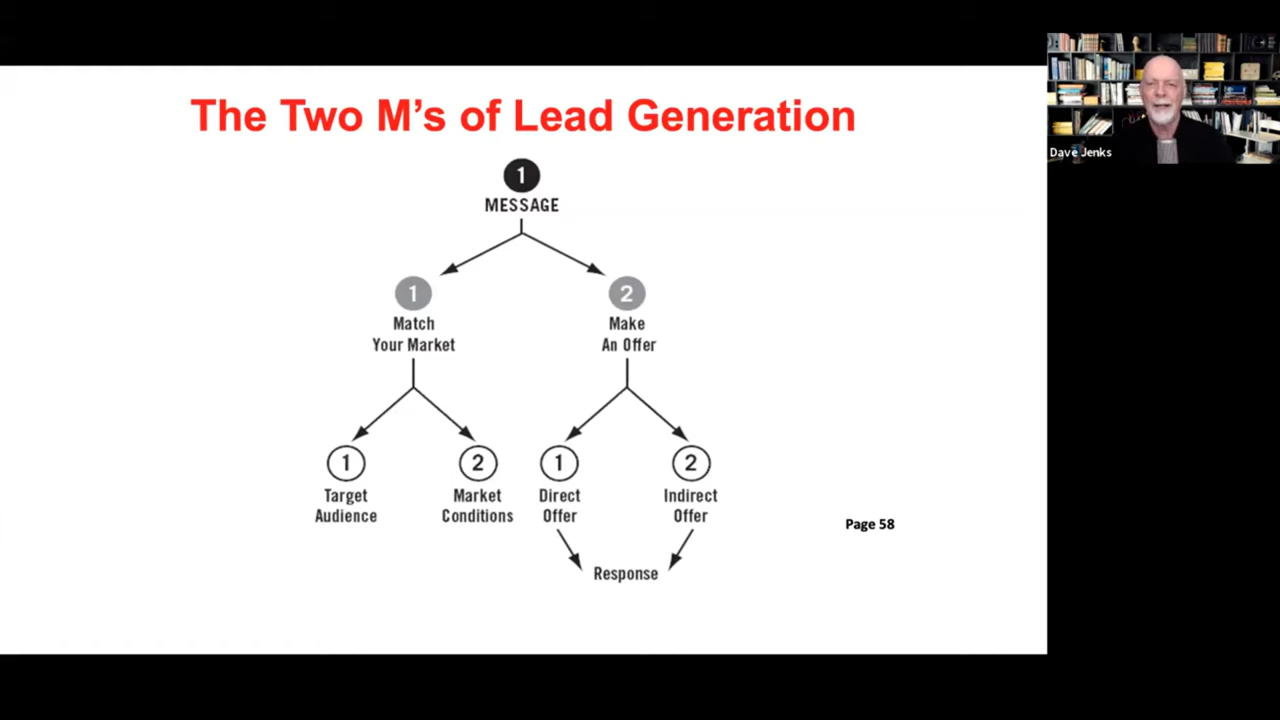 The Two M's of Lead Generation
1
MESSAGE
1
Match
Your Market
2
Make
An Offer
1
Target
Audience
2
Market
Conditions
1
Direct
Offer
2
Indirect
Offer
Response
Page 58
Dave Jenks